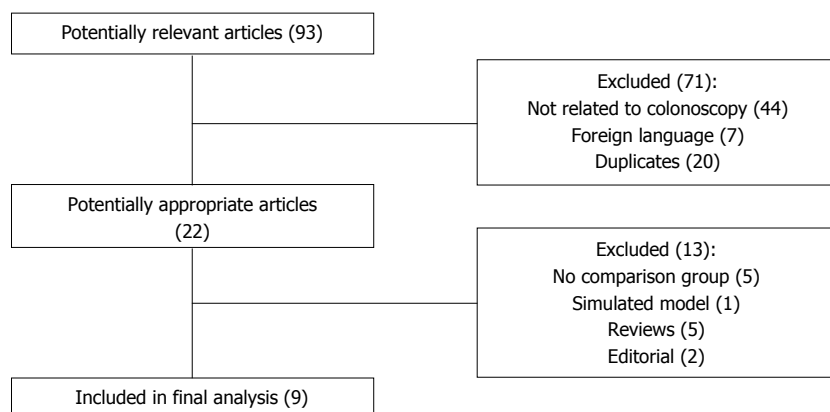 Potentially relevant articles (93)
Excluded (71):
Not related to colonoscopy (44)
Foreign language (7)
Duplicates (20)
Potentially appropriate articles
(22)
Excluded (13):
No comparison group (5)
Simulated model (1)
Reviews (5)
Editorial (2)
Included in final analysis (9)